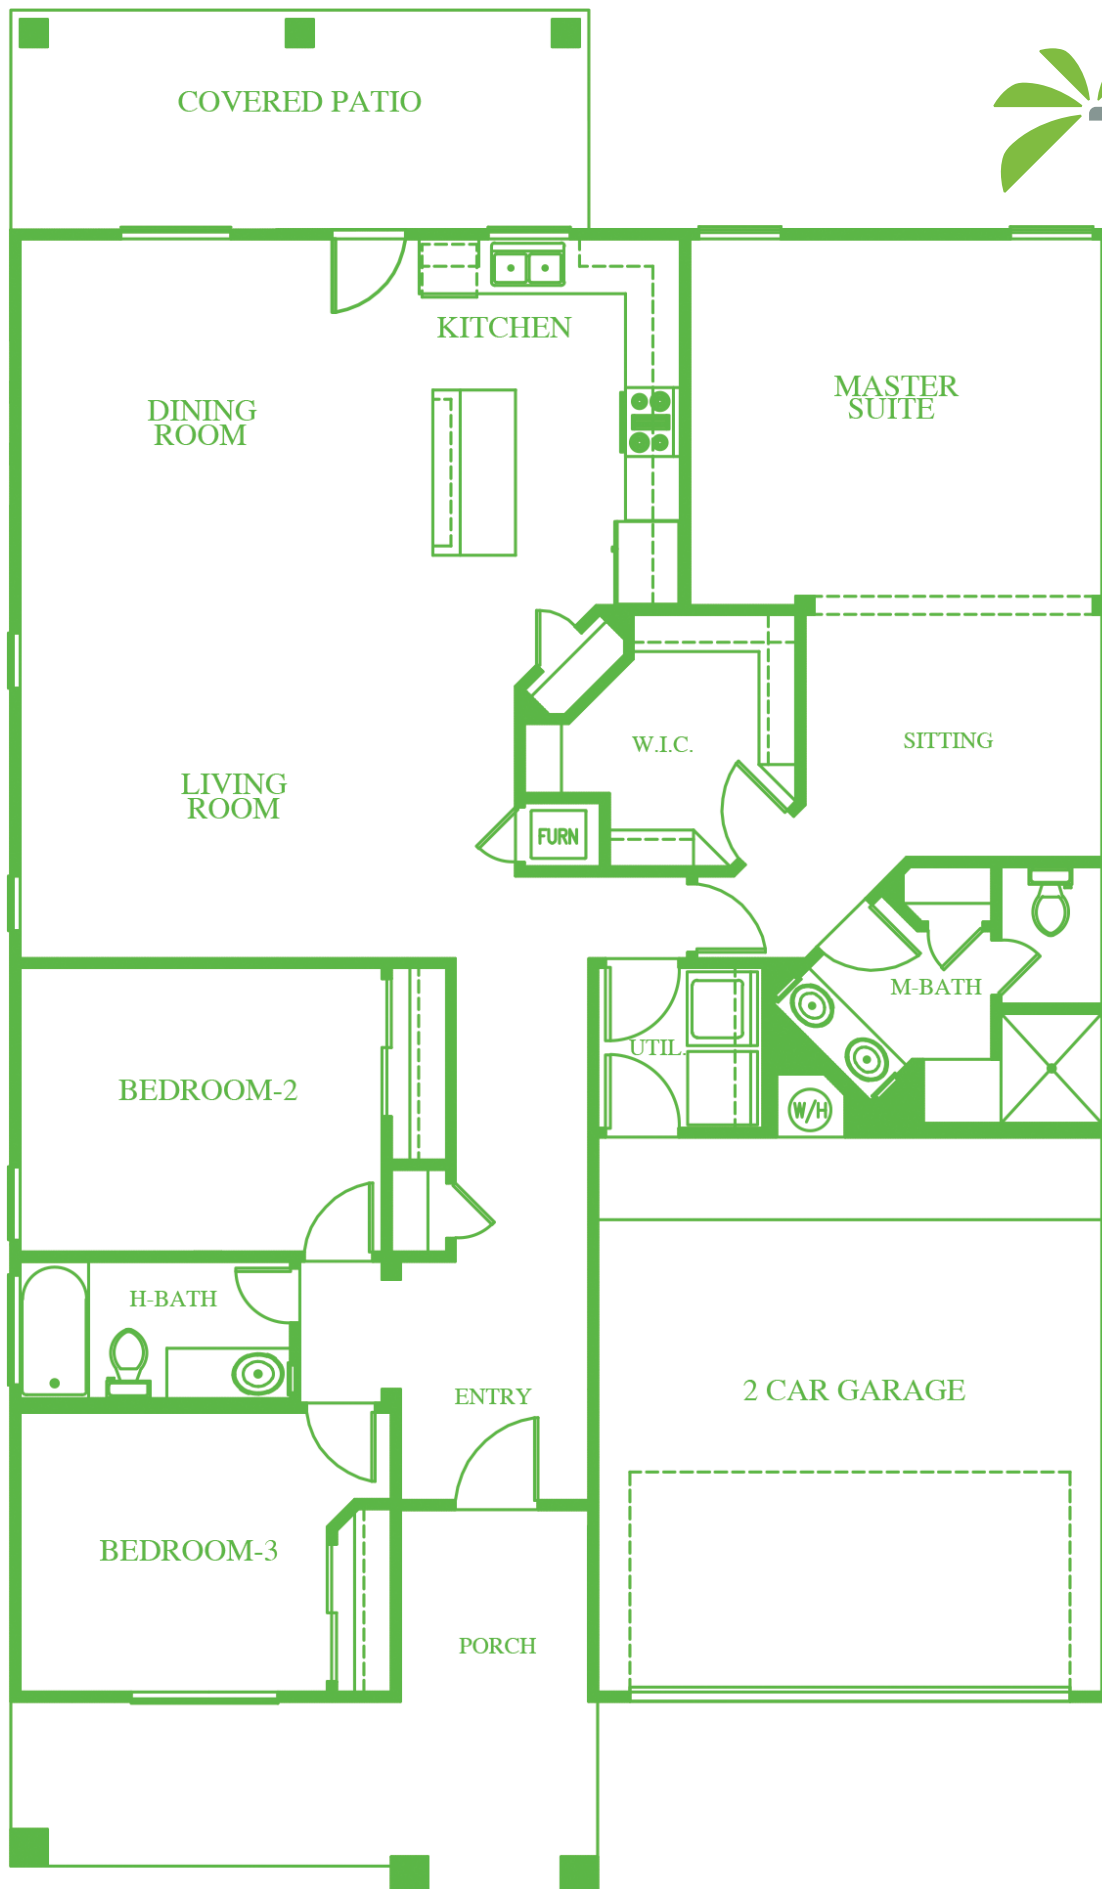 COVERED PATIO
KITCHEN
MASTER
SUITE
DINING
ROOM
W.I.C.
SITTING
LIVING
ROOM
FURN
M-BATH
UTIL.
BEDROOM-2
W/H
H-BATH
ENTRY
2 CAR GARAGE
BEDROOM-3
PORCH